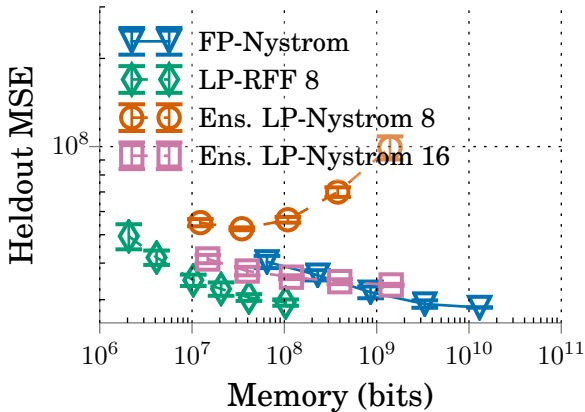 FP-Nystrom
LP-RFF 8
Ens. LP-Nystrom 8
Ens. LP-Nystrom 16
Heldout MSE
10^8
10^6 10^7 10^8 10^9 10^10 10^11
Memory (bits)